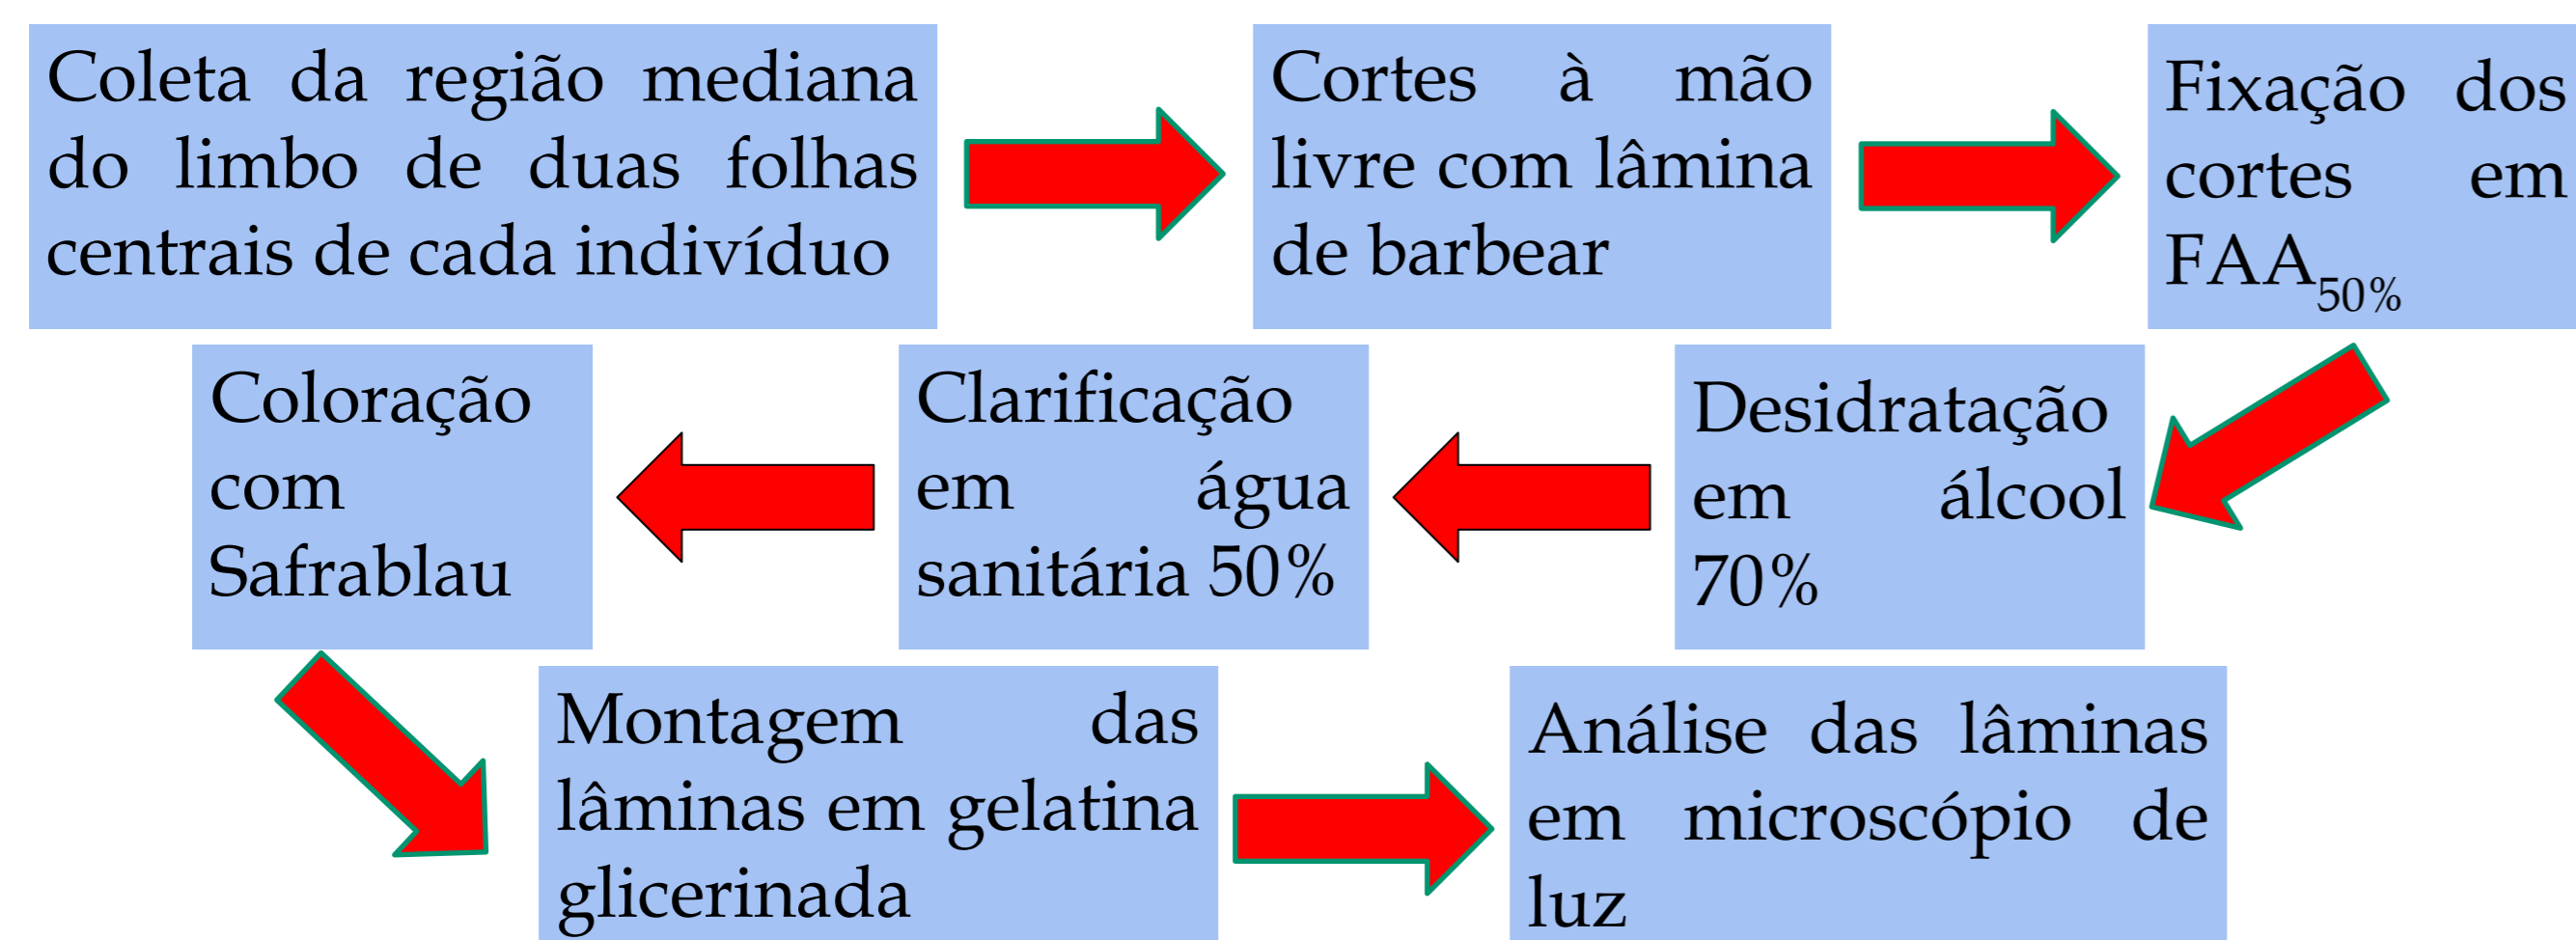 Coleta da região mediana
do limbo de duas folhas
centrais de cada indivíduo
Cortes à mão
livre com lâmina
de barbear
Fixação dos
cortes em
FAA50%
Desidratação
em álcool
70%
Clarificação
em água
sanitária 50%
Coloração
com
Safrablau
Montagem das
lâminas em gelatina
glicerinada
Análise das lâminas
em microscópio de
luz